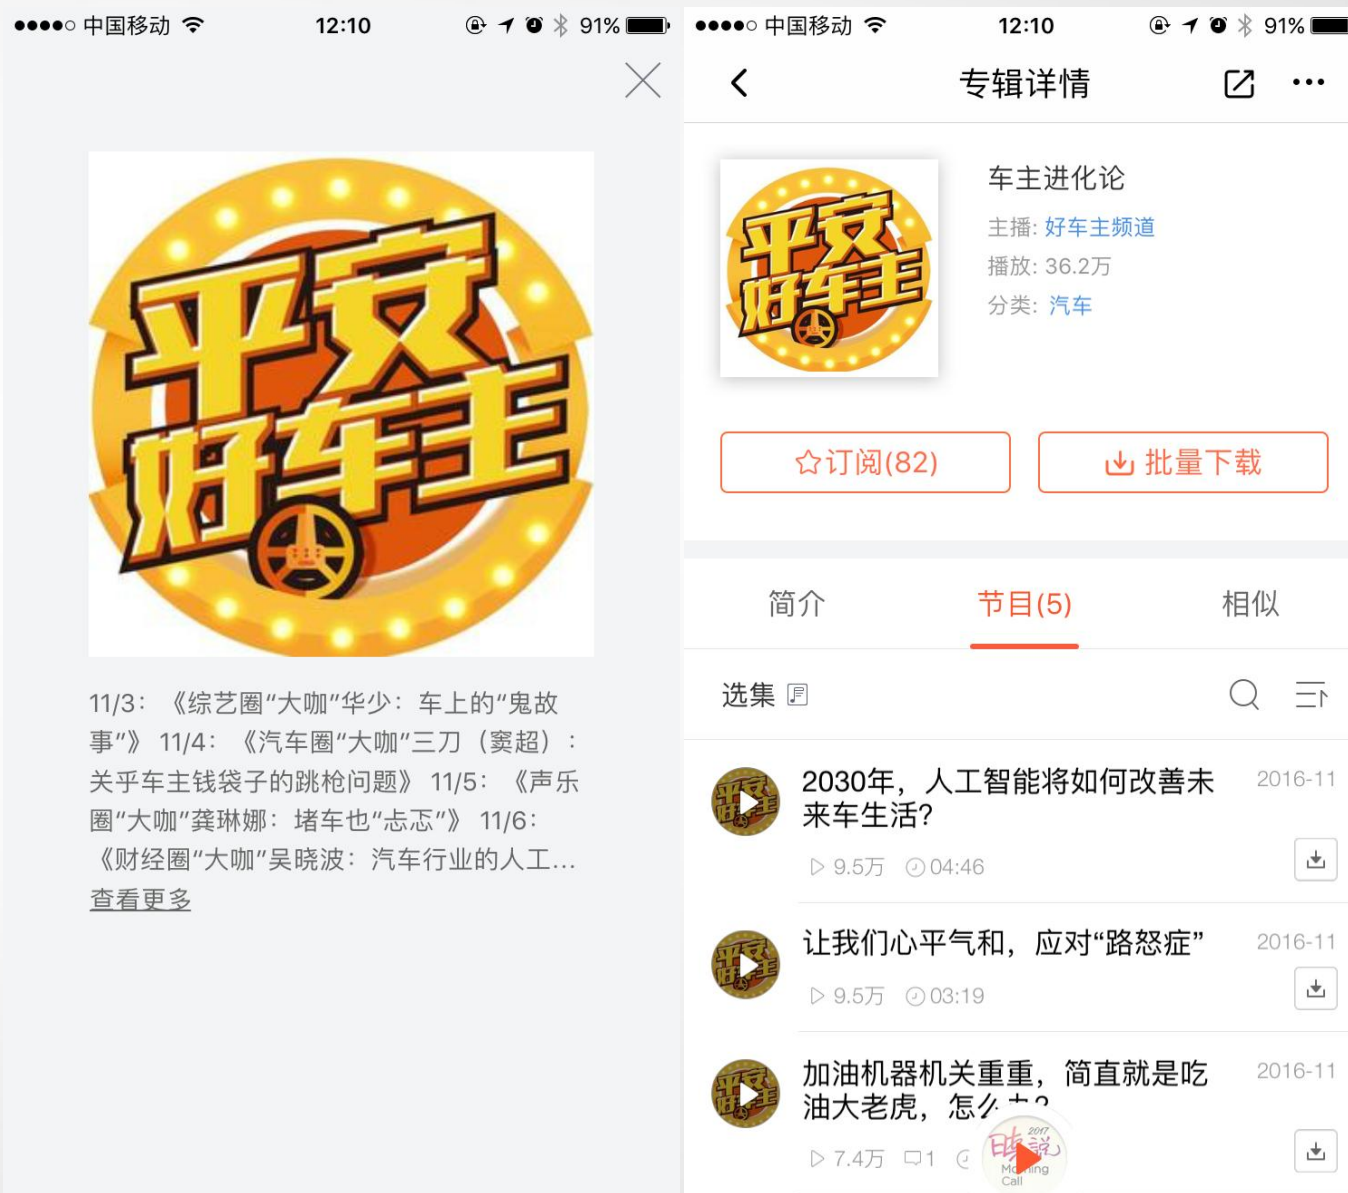 中国移动 12:10 91%
平安
好车主
11/3：《综艺圈“大咖”华少：车上的“鬼故
事”》 11/4：《汽车圈“大咖”三刀（窦超）：
关乎车主钱袋子的跳枪问题》 11/5：《声乐
圈“大咖”龚琳娜：堵车也“忐忑”》 11/6：
《财经圈“大咖”吴晓波：汽车行业的人工...
查看更多
中国移动 12:10 91%
专辑详情
平安
好车主
车主进化论
主播: 好车主频道
播放: 36.2万
分类: 汽车
订阅(82)
批量下载
简介 节目(5) 相似
选集
2030年，人工智能将如何改善未
来车生活?
2016-11
9.5万 04:46
让我们心平气和，应对“路怒症”
2016-11
9.5万 03:19
加油机器机关重重，简直就是吃
油大老虎，怎么
2016-11
7.4万 1
2017
Morning
Call